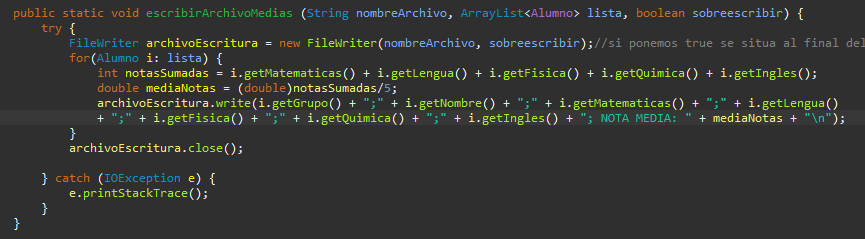 public static void escribirArchivoMedias (String nombreArchivo, ArrayList<Alumno> lista, boolean sobreescribir) {
try {
FileWriter archivoEscritura = new FileWriter(nombreArchivo, sobreescribir);//si ponemos true se situa al final del
for(Alumno i: lista) {
int notasSumadas = i.getMatematicas() + i.getLengua() + i.getFisica() + i.getQuimica() + i.getIngles();
double mediaNotas = (double)notasSumadas/5;
archivoEscritura.write(i.getGrupo() + ";" + i.getNombre() + ";" + i.getMatematicas() + ";" + i.getLengua()
+ ";" + i.getFisica() + ";" + i.getQuimica() + ";" + i.getIngles() + "; NOTA MEDIA: " + mediaNotas + "\n");
}
archivoEscritura.close();
} catch (IOException e) {
e.printStackTrace();
}
}